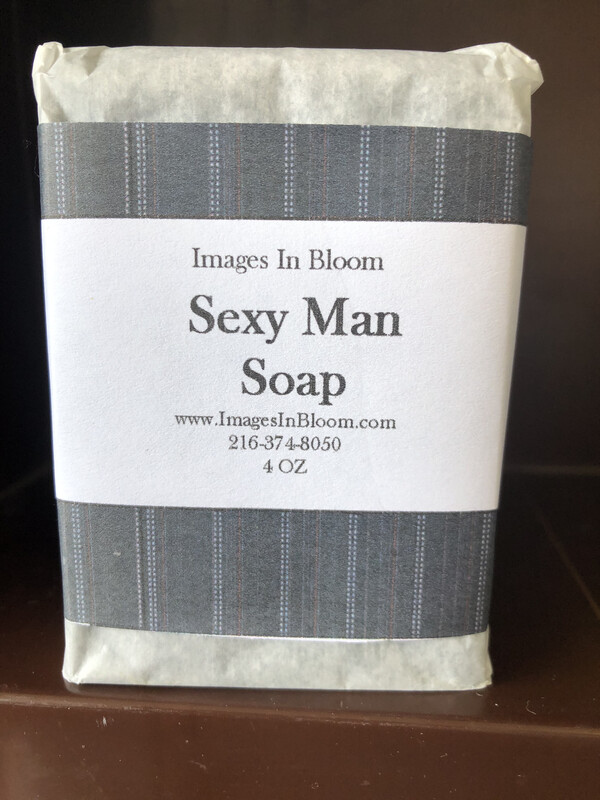 Images In Bloom
Sexy Man
Soap
www.ImagesInBloom.com
216-374-8050
4 OZ